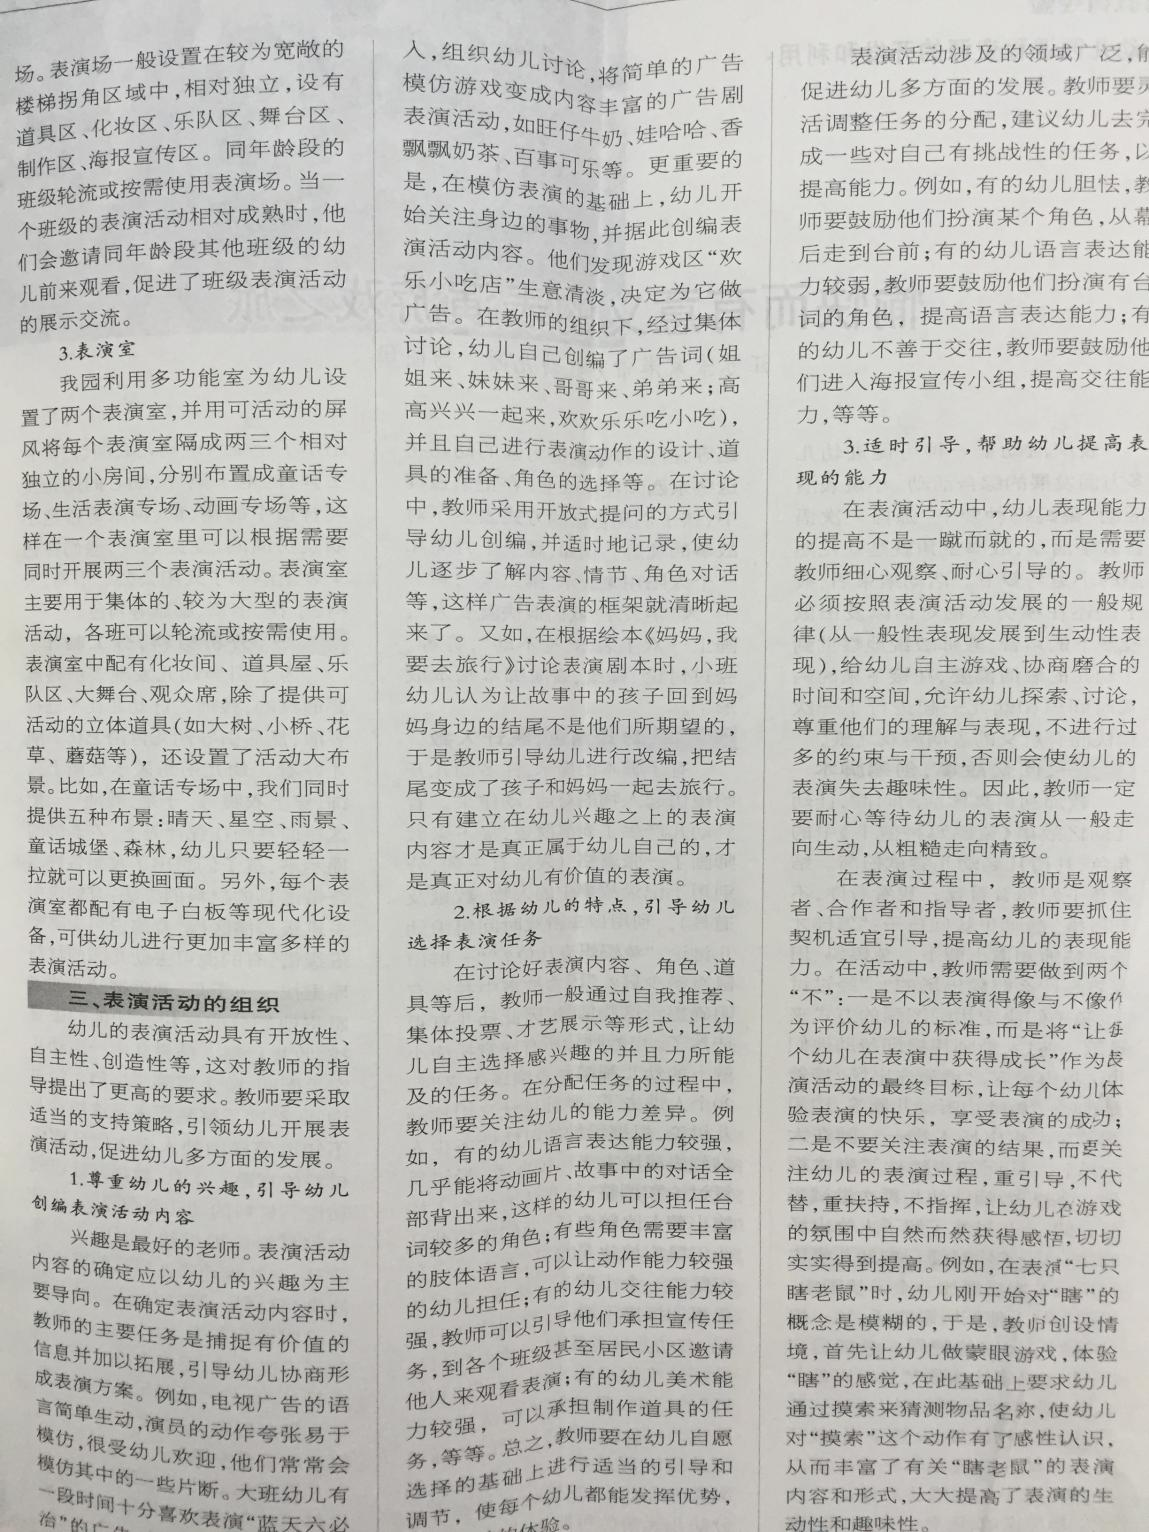 场。表演场一般设置在较为宽敞的
楼梯拐角区域中,相对独立,设有
道具区、化妆区、乐队区、舞台区、
制作区、海报宣传区。同年龄段的
班级轮流或按需使用表演场。当一
个班级的表演活动相对成熟时,他
们会邀请同年龄段其他班级的幼
儿前来观看,促进了班级表演活动
的展示交流。
3.表演室
我园利用多功能室为幼儿设
置了两个表演室,并用可活动的屏
风将每个表演室隔成两三个相对
独立的小房间,分别布置成童话专
场、生活表演专场、动画专场等,这
样在一个表演室里可以根据需要
同时开展两三个表演活动。表演室
主要用于集体的、较为大型的表演
活动,各班可以轮流或按需使用。
表演室中配有化妆间、道具屋、乐
队区、大舞台、观众席,除了提供可
活动的立体道具(如大树、小桥、花
草、蘑菇等),还设置了活动大布
景。比如,在童话专场中,我们同时
提供五种布景:晴天、星空、雨景、
童话城堡、森林,幼儿只要轻轻一
拉就可以更换画面。另外,每个表
演室都配有电子白板等现代化设
备,可供幼儿进行更加丰富多样的
表演活动。
三、表演活动的组织
幼儿的表演活动具有开放性、
自主性、创造性等,这对教师的指
导提出了更高的要求。教师要采取
适当的支持策略,引领幼儿开展表
演活动,促进幼儿多方面的发展。
1.尊重幼儿的兴趣,引导幼儿
创编表演活动内容
兴趣是最好的老师。表演活动
内容的确定应以幼儿的兴趣为主
要导向。在确定表演活动内容时,
教师的主要任务是捕捉有价值的
信息并加以拓展,引导幼儿协商形
成表演方案。例如,电视广告的语
言简单生动,演员的动作夸张易于
模仿,很受幼儿欢迎,他们常常会
模仿其中的一些片断。大班幼儿有
一段时间十分喜欢表演“蓝天六必
治”的广告
入,组织幼儿讨论,将简单的广告
模仿游戏变成内容丰富的广告剧
表演活动,如旺仔牛奶、娃哈哈、香
飘飘奶茶、百事可乐等。更重要的
是,在模仿表演的基础上,幼儿开
始关注身边的事物,并据此创编表
演活动内容。他们发现游戏区“欢
乐小吃店”生意清淡,决定为它做
广告。在教师的组织下,经过集体
讨论,幼儿自己创编了广告词(姐
姐来、妹妹来、哥哥来、弟弟来;高
高兴兴一起来,欢欢乐乐吃小吃),
并且自己进行表演动作的设计、道
具的准备、角色的选择等。在讨论
中,教师采用开放式提问的方式引
导幼儿创编,并适时地记录,使幼
儿逐步了解内容、情节、角色对话
等,这样广告表演的框架就清晰起
来了。又如,在根据绘本《妈妈,我
要去旅行》讨论表演剧本时,小班
幼儿认为让故事中的孩子回到妈
妈身边的结尾不是他们所期望的,
于是教师引导幼儿进行改编,把结
尾变成了孩子和妈妈一起去旅行。
只有建立在幼儿兴趣之上的表演
内容才是真正属于幼儿自己的,才
是真正对幼儿有价值的表演。
2.根据幼儿的特点,引导幼儿
选择表演任务
在讨论好表演内容、角色、道
具等后,教师一般通过自我推荐、
集体投票、才艺展示等形式,让幼
儿自主选择感兴趣的并且力所能
及的任务。在分配任务的过程中,
教师要关注幼儿的能力差异。例
如,有的幼儿语言表达能力较强,
几乎能将动画片、故事中的对话全
部背出来,这样的幼儿可以担任台
词较多的角色;有些角色需要丰富
的肢体语言,可以让动作能力较强
的幼儿担任;有的幼儿交往能力较
强,教师可以引导他们承担宣传任
务,到各个班级甚至居民小区邀请
他人来观看表演;有的幼儿美术能
力较强,可以承担制作道具的任
务,等等。总之,教师要在幼儿自愿
选择的基础上进行适当的引导和
调节,使每个幼儿都能发挥优势,
的体验。
表演活动涉及的领域广泛,能
促进幼儿多方面的发展。教师要灵
活调整任务的分配,建议幼儿去完
成一些对自己有挑战性的任务,以
提高能力。例如,有的幼儿胆怯,教
师要鼓励他们扮演某个角色,从幕
后走到台前;有的幼儿语言表达能
力较弱,教师要鼓励他们扮演有台
词的角色,提高语言表达能力;有
的幼儿不善于交往,教师要鼓励他
们进入海报宣传小组,提高交往能
力,等等。
3.适时引导,帮助幼儿提高表
现的能力
在表演活动中,幼儿表现能力
的提高不是一蹴而就的,而是需要
教师细心观察、耐心引导的。教师
必须按照表演活动发展的一般规
律(从一般性表现发展到生动性表
现),给幼儿自主游戏、协商磨合的
时间和空间,允许幼儿探索、讨论,
尊重他们的理解与表现,不进行过
多的约束与干预,否则会使幼儿的
表演失去趣味性。因此,教师一定
要耐心等待幼儿的表演从一般走
向生动,从粗糙走向精致。
在表演过程中,教师是观察
者、合作者和指导者,教师要抓住
契机适宜引导,提高幼儿的表现能
力。在活动中,教师需要做到两个
“不”:一是不以表演得像与不像作
为评价幼儿的标准,而是将“让每
个幼儿在表演中获得成长”作为表
演活动的最终目标,让每个幼儿体
验表演的快乐,享受表演的成功;
二是不要关注表演的结果,而要关
注幼儿的表演过程,重引导,不代
替,重扶持,不指挥,让幼儿在游戏
的氛围中自然而然获得感悟,切切
实实得到提高。例如,在表演“七只
瞎老鼠”时,幼儿刚开始对“瞎”的
概念是模糊的,于是,教师创设情
境,首先让幼儿做蒙眼游戏,体验
“瞎”的感觉,在此基础上要求幼儿
通过摸索来猜测物品名称,使幼儿
对“摸索”这个动作有了感性认识,
从而丰富了有关“瞎老鼠”的表演
内容和形式,大大提高了表演的生
动性和趣味性。